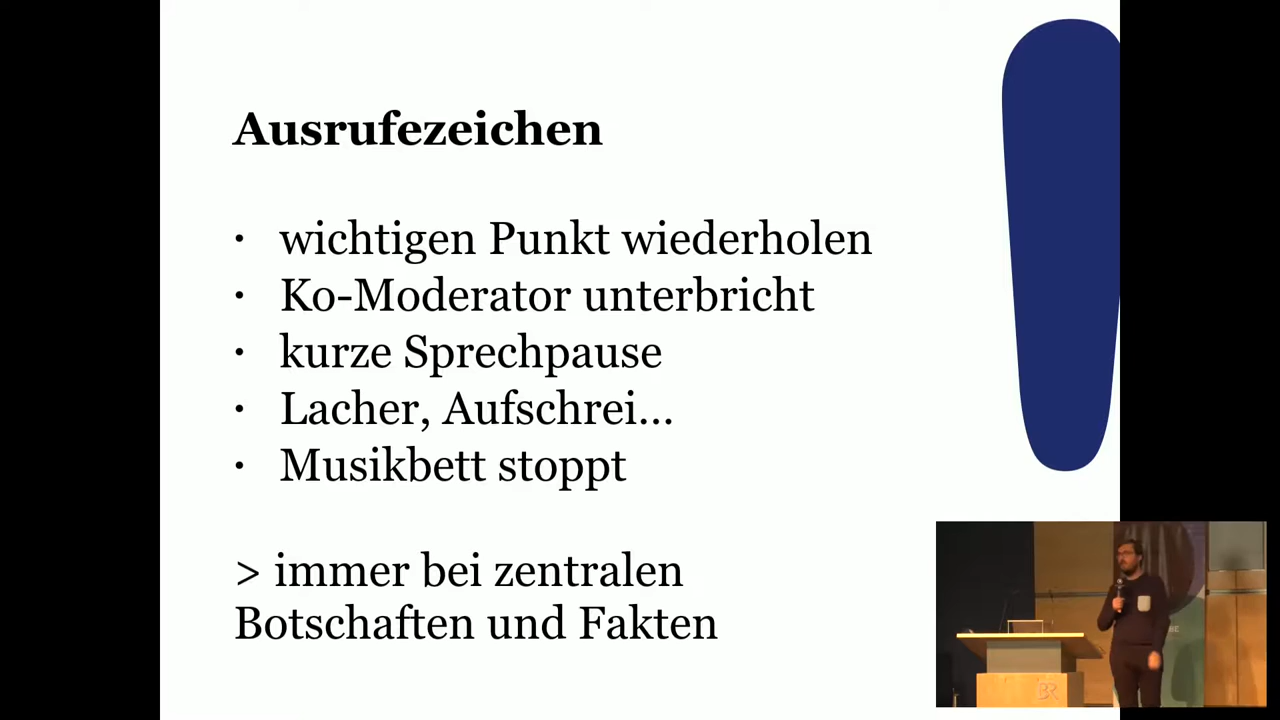 Ausrufezeichen
· wichtigen Punkt wiederholen
· Ko-Moderator unterbricht
· kurze Sprechpause
· Lacher, Aufschrei...
· Musikbett stoppt
> immer bei zentralen
Botschaften und Fakten
BR